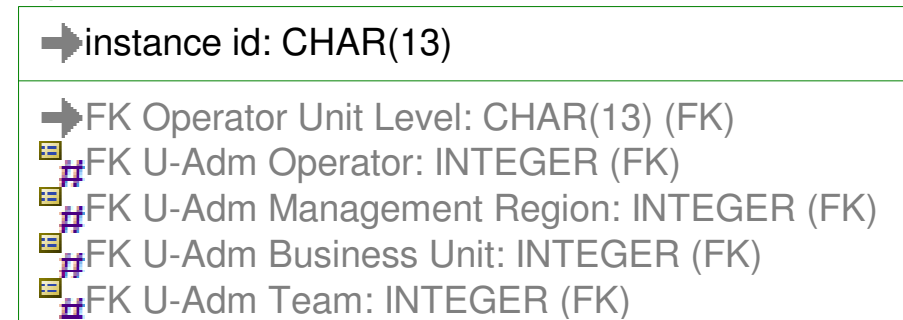 instance id: CHAR(13)
FK Operator Unit Level: CHAR(13) (FK)
FK U-Adm Operator: INTEGER (FK)
FK U-Adm Management Region: INTEGER (FK)
FK U-Adm Business Unit: INTEGER (FK)
FK U-Adm Team: INTEGER (FK)